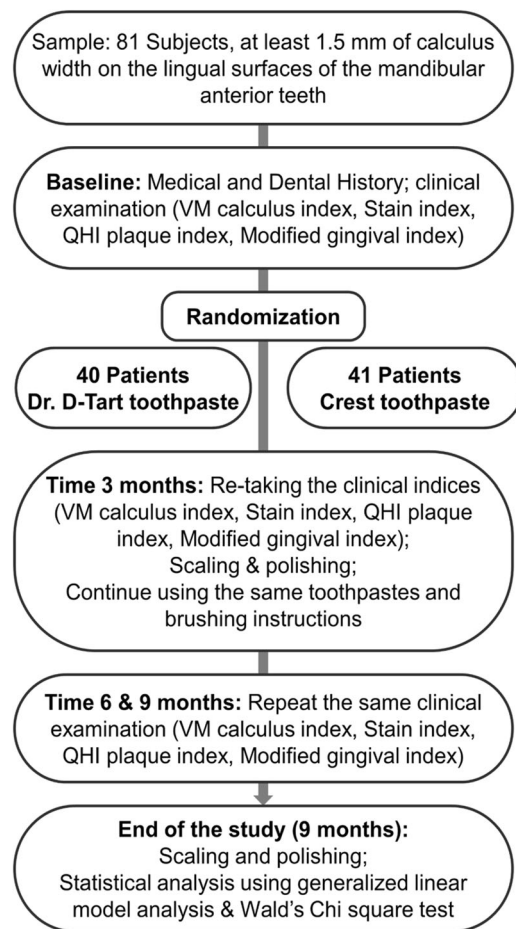 Sample: 81 Subjects, at least 1.5 mm of calculus
width on the lingual surfaces of the mandibular
anterior teeth
Baseline: Medical and Dental History; clinical
examination (VM calculus index, Stain index,
QHI plaque index, Modified gingival index)
Randomization
40 Patients
Dr. D-Tart toothpaste
41 Patients
Crest toothpaste
Time 3 months: Re-taking the clinical indices
(VM calculus index, Stain index, QHI plaque
index, Modified gingival index);
Scaling & polishing;
Continue using the same toothpastes and
brushing instructions
Time 6 & 9 months: Repeat the same clinical
examination (VM calculus index, Stain index,
QHI plaque index, Modified gingival index)
End of the study (9 months):
Scaling and polishing;
Statistical analysis using generalized linear
model analysis & Wald's Chi square test